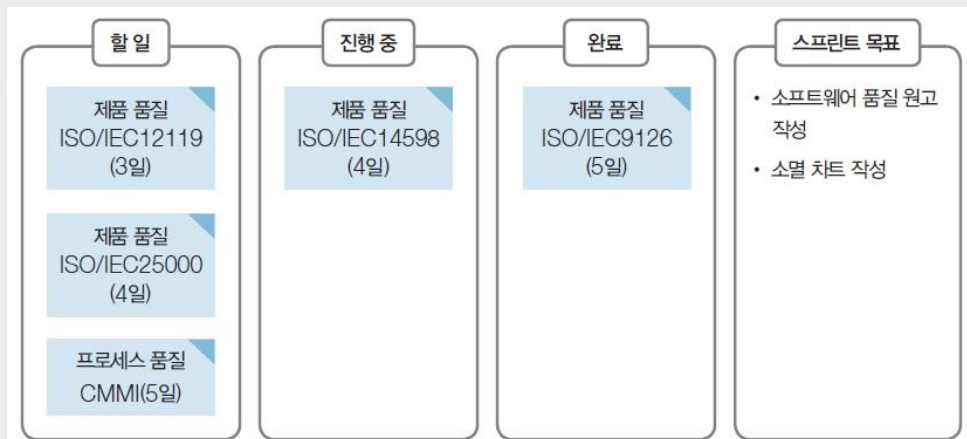 할 일
제품 품질
ISO/IEC12119
(3일)
제품 품질
ISO/IEC25000
(4일)
프로세스 품질
CMMI(5일)
진행 중
제품 품질
ISO/IEC14598
(4일)
완료
제품 품질
ISO/IEC9126
(5일)
스프린트 목표
• 소프트웨어 품질 원고
작성
• 소멸 차트 작성